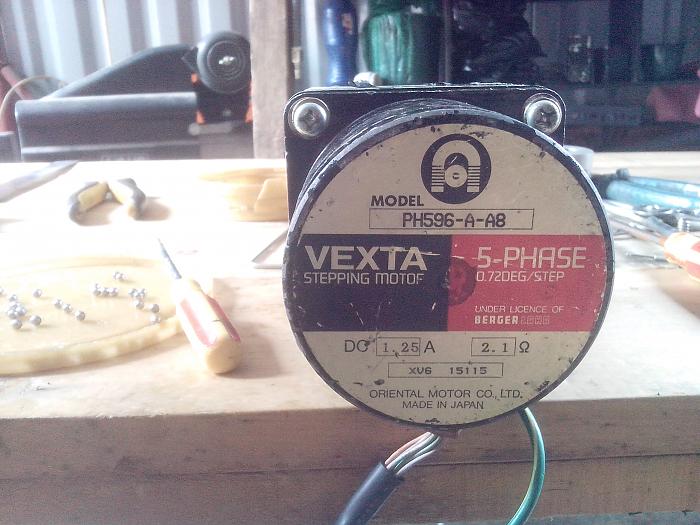 MODEL
PH596-A-A8
VEXTA
STEPPING MOTOR
5-PHASE
0.72DEG/STEP
UNDER LICENCE OF
BERGER LAHR
DC 1.25 A 2.1 Ω
XV6 15115
ORIENTAL MOTOR CO., LTD.
MADE IN JAPAN